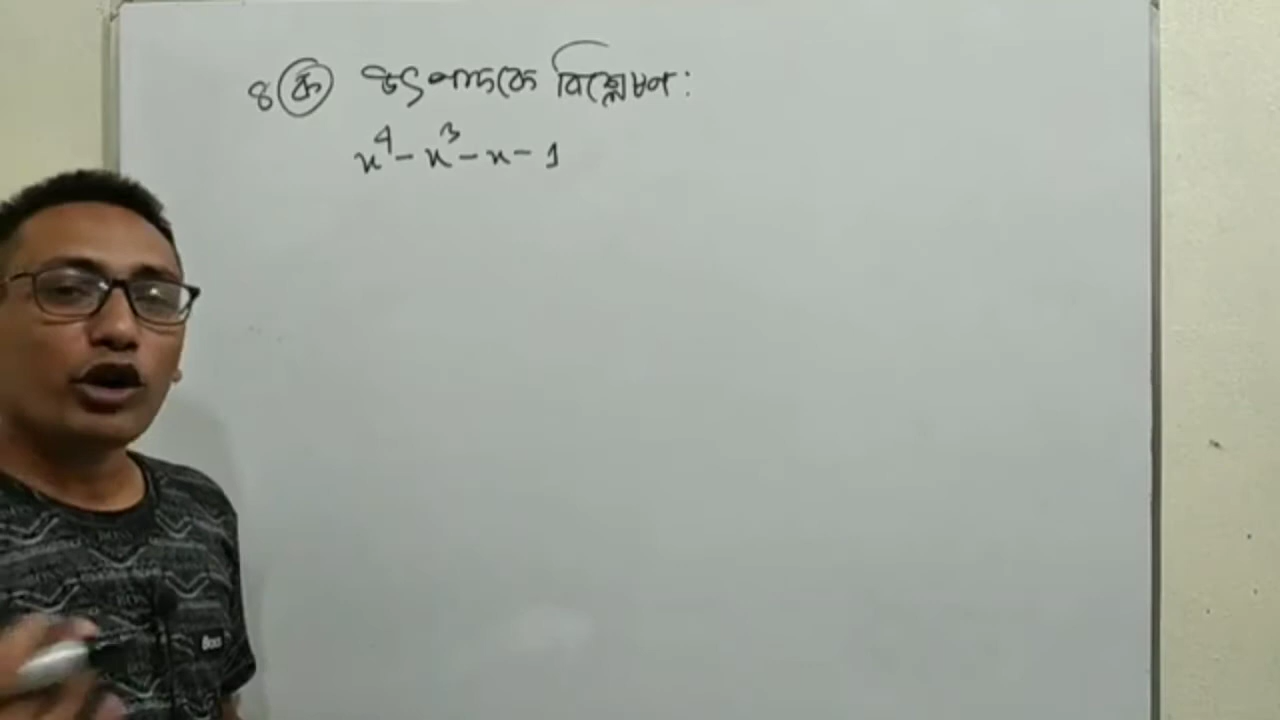 ৪ ক উৎপাদকে বিশ্লেষণ:
x⁴ - x³ - x - 1